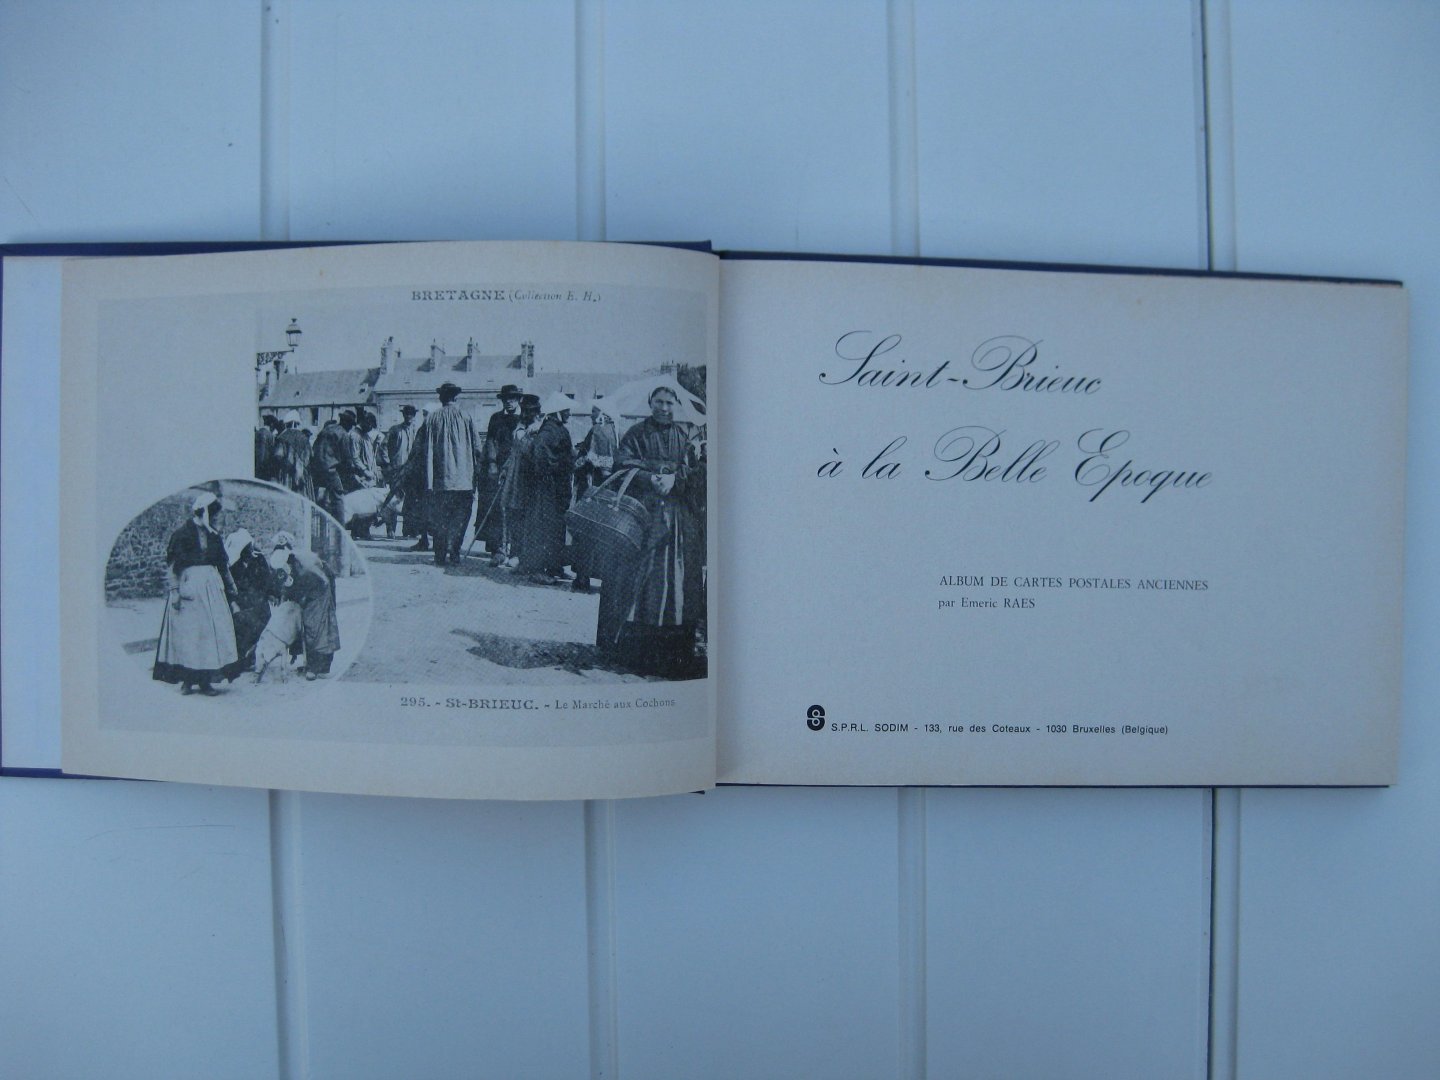 BRETAGNE (Collection E. H.)
295. - St-BRIEUC. - Le Marché aux Cochons
Saint-Brieuc
à la Belle Epoque
ALBUM DE CARTES POSTALES ANCIENNES
par Emeric RAES
S.P.R.L. SODIM - 133, rue des Coteaux - 1030 Bruxelles (Belgique)